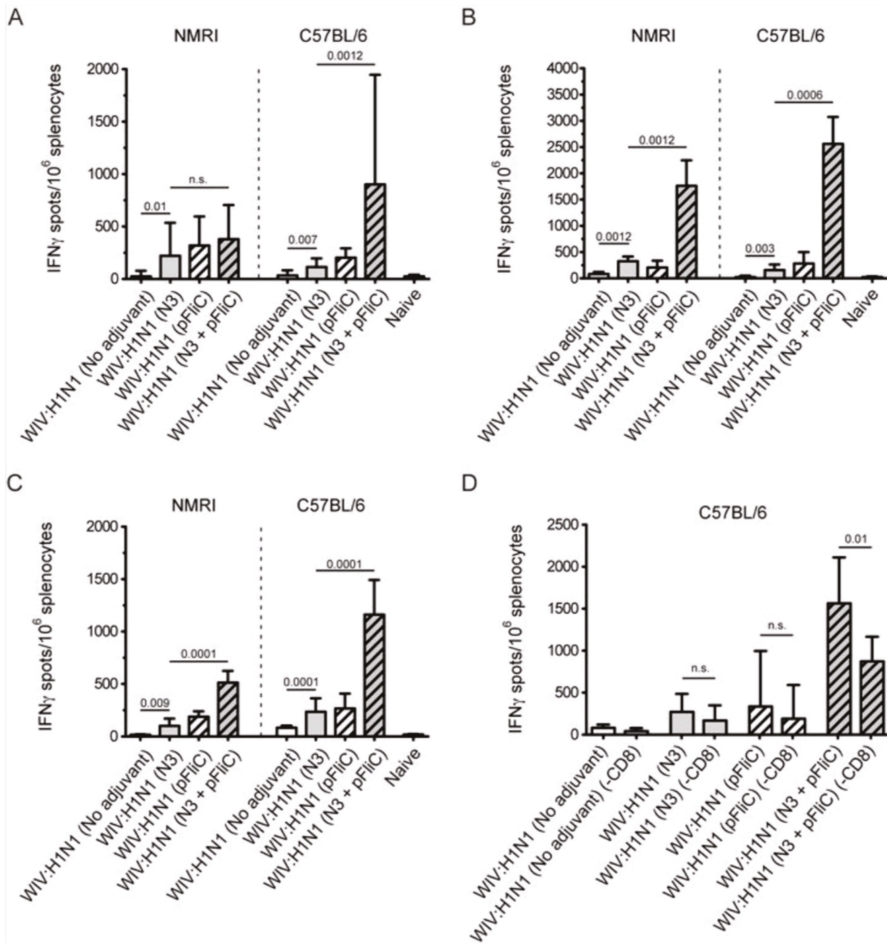 A
NMRI
C57BL/6
IFNγ spots/10⁶ splenocytes
2000
1500
1000
500
0
0.01
n.s.
0.007
0.0012
WIV:H1N1 (No adjuvant)
WIV:H1N1 (N3)
WIV:H1N1 (pFliC)
WIV:H1N1 (N3 + pFliC)
WIV:H1N1 (No adjuvant)
WIV:H1N1 (N3)
WIV:H1N1 (pFliC)
WIV:H1N1 (N3 + pFliC)
Naive
B
NMRI
C57BL/6
IFNγ spots/10⁶ splenocytes
4000
3500
3000
2500
2000
1500
1000
500
0
0.0012
0.0012
0.003
0.0006
WIV:H1N1 (No adjuvant)
WIV:H1N1 (N3)
WIV:H1N1 (pFliC)
WIV:H1N1 (N3 + pFliC)
WIV:H1N1 (No adjuvant)
WIV:H1N1 (N3)
WIV:H1N1 (pFliC)
WIV:H1N1 (N3 + pFliC)
Naive
C
NMRI
C57BL/6
IFNγ spots/10⁶ splenocytes
2000
1500
1000
500
0
0.009
0.0001
0.0001
0.0001
WIV:H1N1 (No adjuvant)
WIV:H1N1 (N3)
WIV:H1N1 (pFliC)
WIV:H1N1 (N3 + pFliC)
WIV:H1N1 (No adjuvant)
WIV:H1N1 (N3)
WIV:H1N1 (pFliC)
WIV:H1N1 (N3 + pFliC)
Naive
D
C57BL/6
IFNγ spots/10⁶ splenocytes
2500
2000
1500
1000
500
0
n.s.
n.s.
0.01
WIV:H1N1 (No adjuvant)
WIV:H1N1 (No adjuvant) (-CD8)
WIV:H1N1 (N3)
WIV:H1N1 (N3) (-CD8)
WIV:H1N1 (pFliC)
WIV:H1N1 (pFliC) (-CD8)
WIV:H1N1 (N3 + pFliC)
WIV:H1N1 (N3 + pFliC) (-CD8)